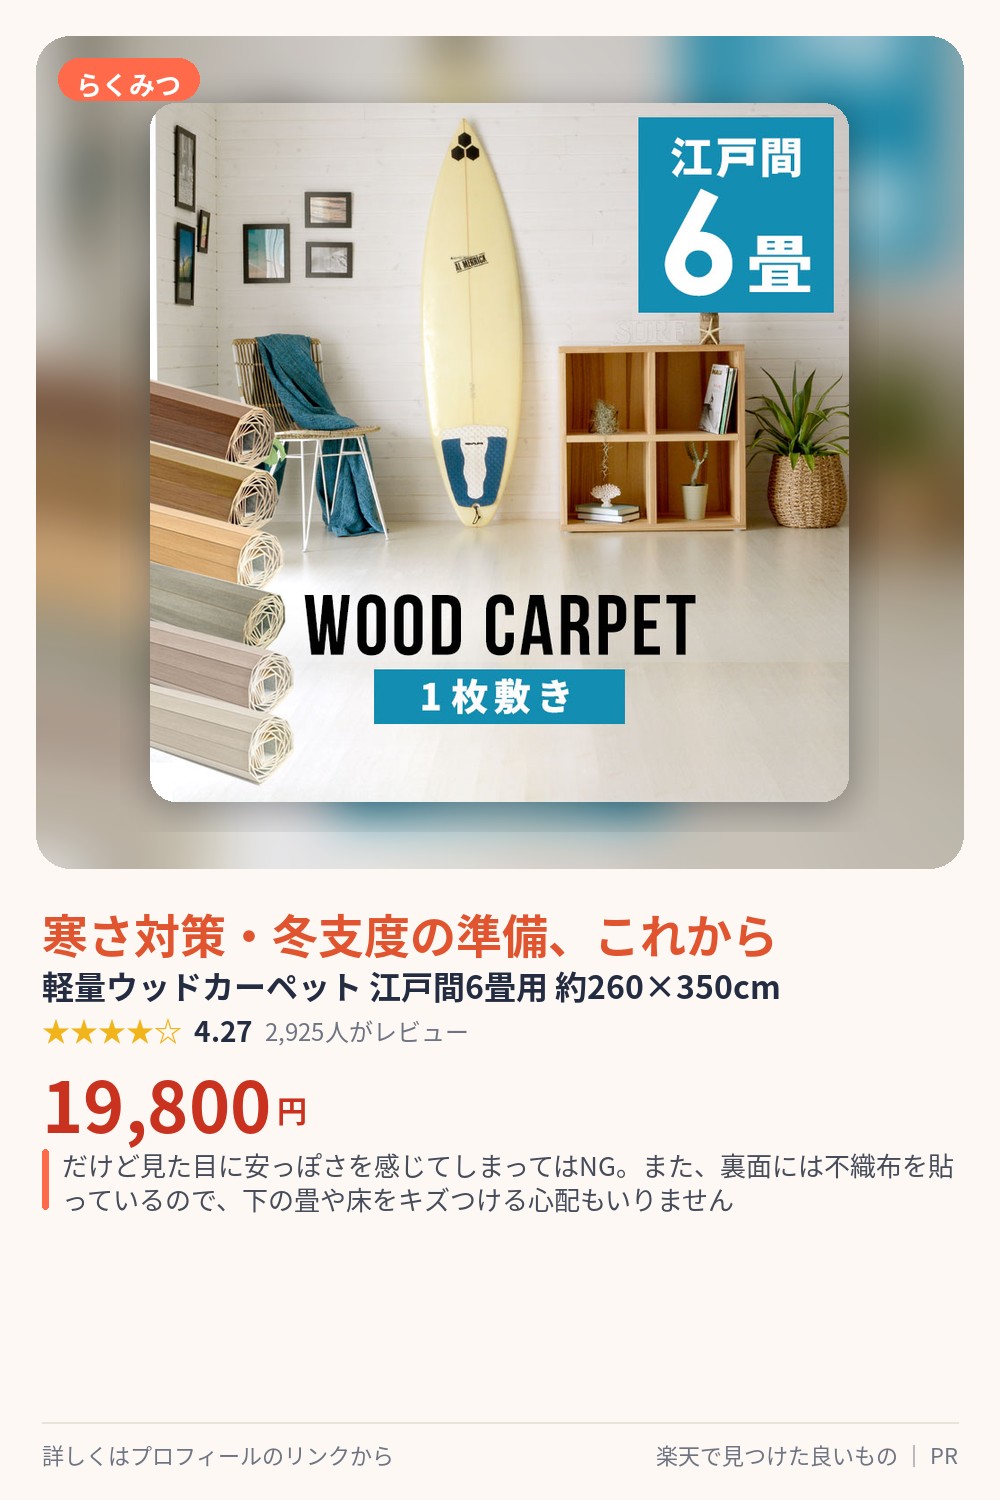 らくみつ
江戸間
6畳
SURF
AL MERRICK
WOOD CARPET
1枚敷き
寒さ対策・冬支度の準備、これから
軽量ウッドカーペット 江戸間6畳用 約260×350cm
★★★★☆ 4.27 2,925人がレビュー
19,800円
だけど見た目に安っぽさを感じてしまってはNG。また、裏面には不織布を貼
っているので、下の畳や床をキズつける心配もいりません
詳しくはプロフィールのリンクから
楽天で見つけた良いもの | PR